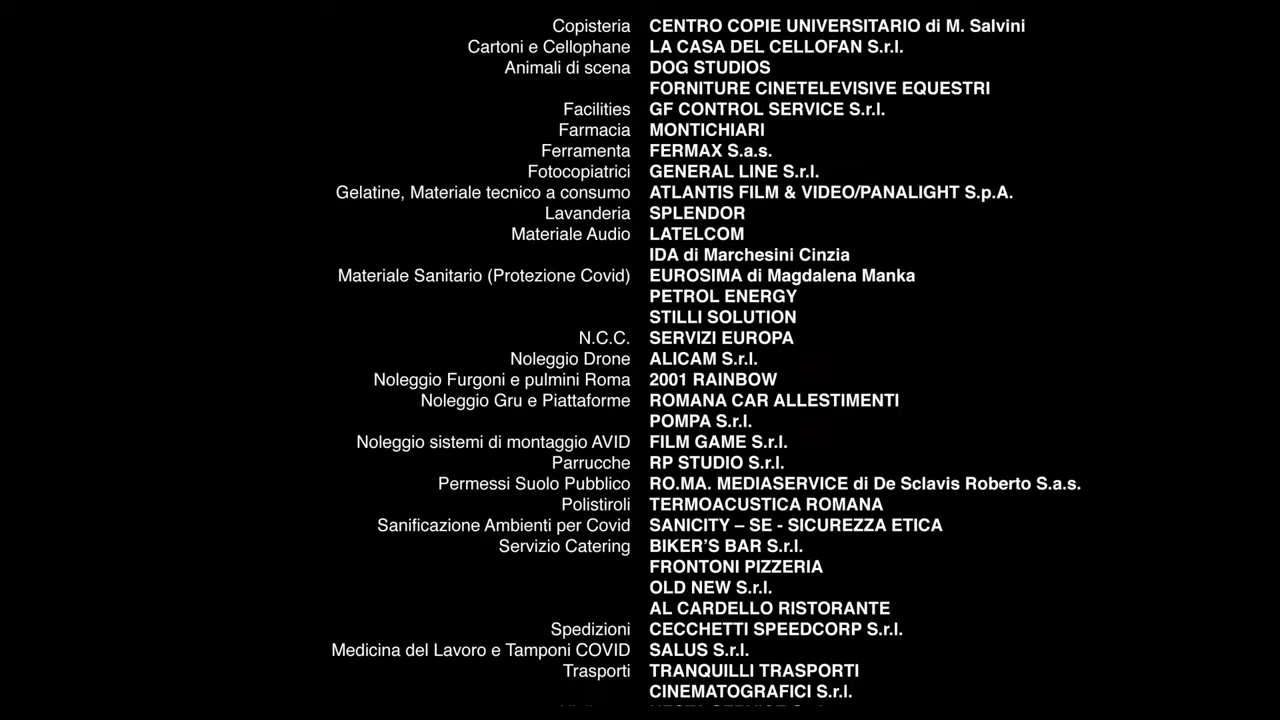 Copisteria CENTRO COPIE UNIVERSITARIO di M. Salvini
Cartoni e Cellophane LA CASA DEL CELLOFAN S.r.l.
Animali di scena DOG STUDIOS
FORNITURE CINETELEVISIVE EQUESTRI
Facilities GF CONTROL SERVICE S.r.l.
Farmacia MONTICHIARI
Ferramenta FERMAX S.a.s.
Fotocopiatrici GENERAL LINE S.r.l.
Gelatine, Materiale tecnico a consumo ATLANTIS FILM & VIDEO/PANALIGHT S.p.A.
Lavanderia SPLENDOR
Materiale Audio LATELCOM
IDA di Marchesini Cinzia
Materiale Sanitario (Protezione Covid) EUROSIMA di Magdalena Manka
PETROL ENERGY
STILLI SOLUTION
N.C.C. SERVIZI EUROPA
Noleggio Drone ALICAM S.r.l.
Noleggio Furgoni e pulmini Roma 2001 RAINBOW
Noleggio Gru e Piattaforme ROMANA CAR ALLESTIMENTI
POMPA S.r.l.
Noleggio sistemi di montaggio AVID FILM GAME S.r.l.
Parrucche RP STUDIO S.r.l.
Permessi Suolo Pubblico RO.MA. MEDIASERVICE di De Sclavis Roberto S.a.s.
Polistiroli TERMOACUSTICA ROMANA
Sanificazione Ambienti per Covid SANICITY – SE - SICUREZZA ETICA
Servizio Catering BIKER’S BAR S.r.l.
FRONTONI PIZZERIA
OLD NEW S.r.l.
AL CARDELLO RISTORANTE
Spedizioni CECCHETTI SPEEDCORP S.r.l.
Medicina del Lavoro e Tamponi COVID SALUS S.r.l.
Trasporti TRANQUILLI TRASPORTI
CINEMATOGRAFICI S.r.l.